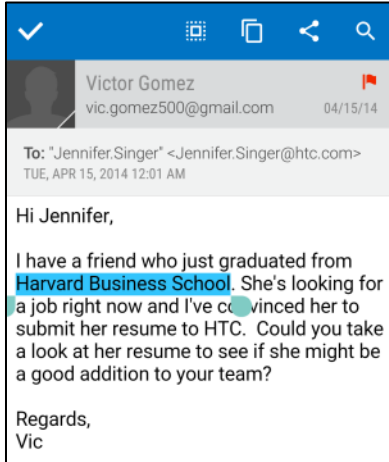 Victor Gomez
vic.gomez500@gmail.com 04/15/14
To: "Jennifer.Singer" <Jennifer.Singer@htc.com>
TUE, APR 15, 2014 12:01 AM
Hi Jennifer,
I have a friend who just graduated from
Harvard Business School. She's looking for
a job right now and I've convinced her to
submit her resume to HTC.  Could you take
a look at her resume to see if she might be
a good addition to your team?
Regards,
Vic